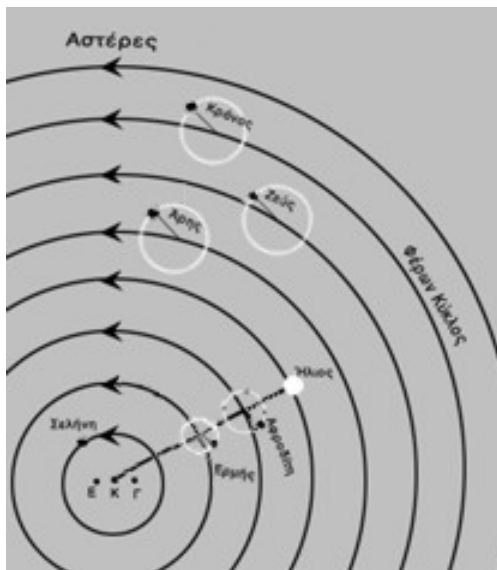 Αστέρες
Κρόνος
Ζεύς
Άρης
Φέρων Κύκλος
Ήλιος
Αφροδίτη
Ερμής
Σελήνη
Ε Κ Γ